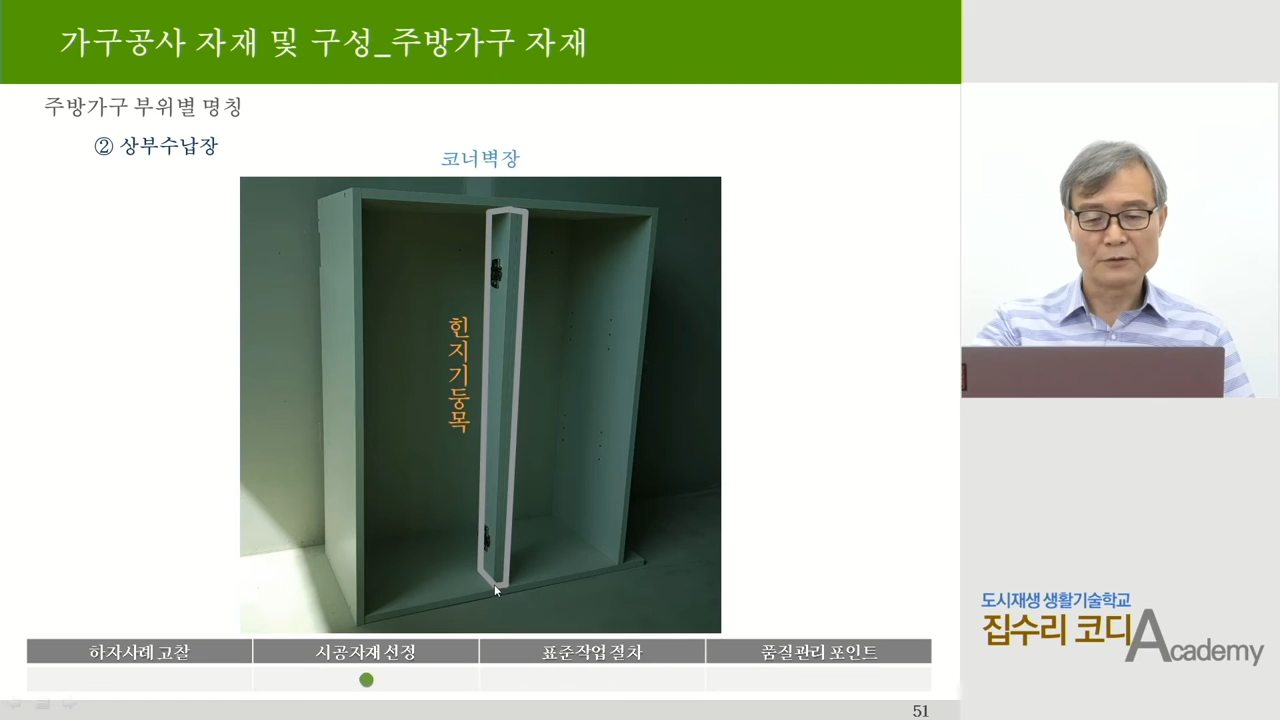 가구공사 자재 및 구성_주방가구 자재
주방가구 부위별 명칭
② 상부수납장
코너벽장
힌지기둥목
하자사례 고찰
시공자재 선정
표준작업 절차
품질관리 포인트
51
도시재생 생활기술학교
집수리 코디Academy